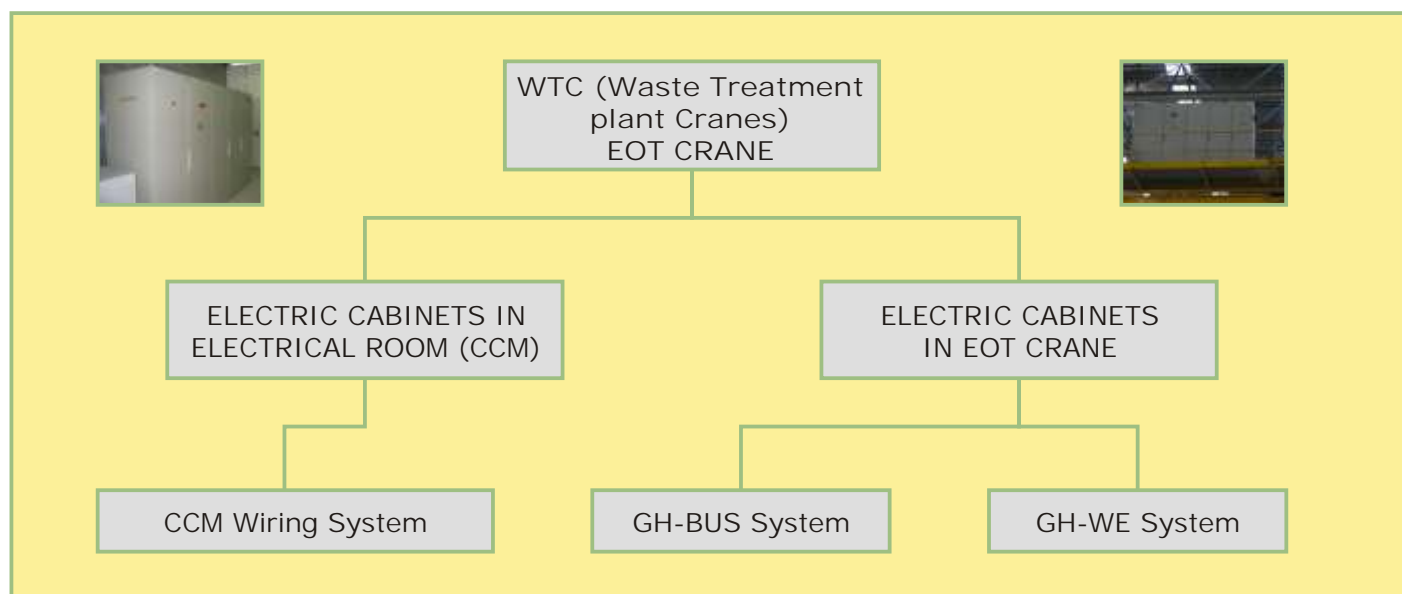 WTC (Waste Treatment
plant Cranes)
EOT CRANE
ELECTRIC CABINETS IN
ELECTRICAL ROOM (CCM)
ELECTRIC CABINETS
IN EOT CRANE
CCM Wiring System
GH-BUS System
GH-WE System